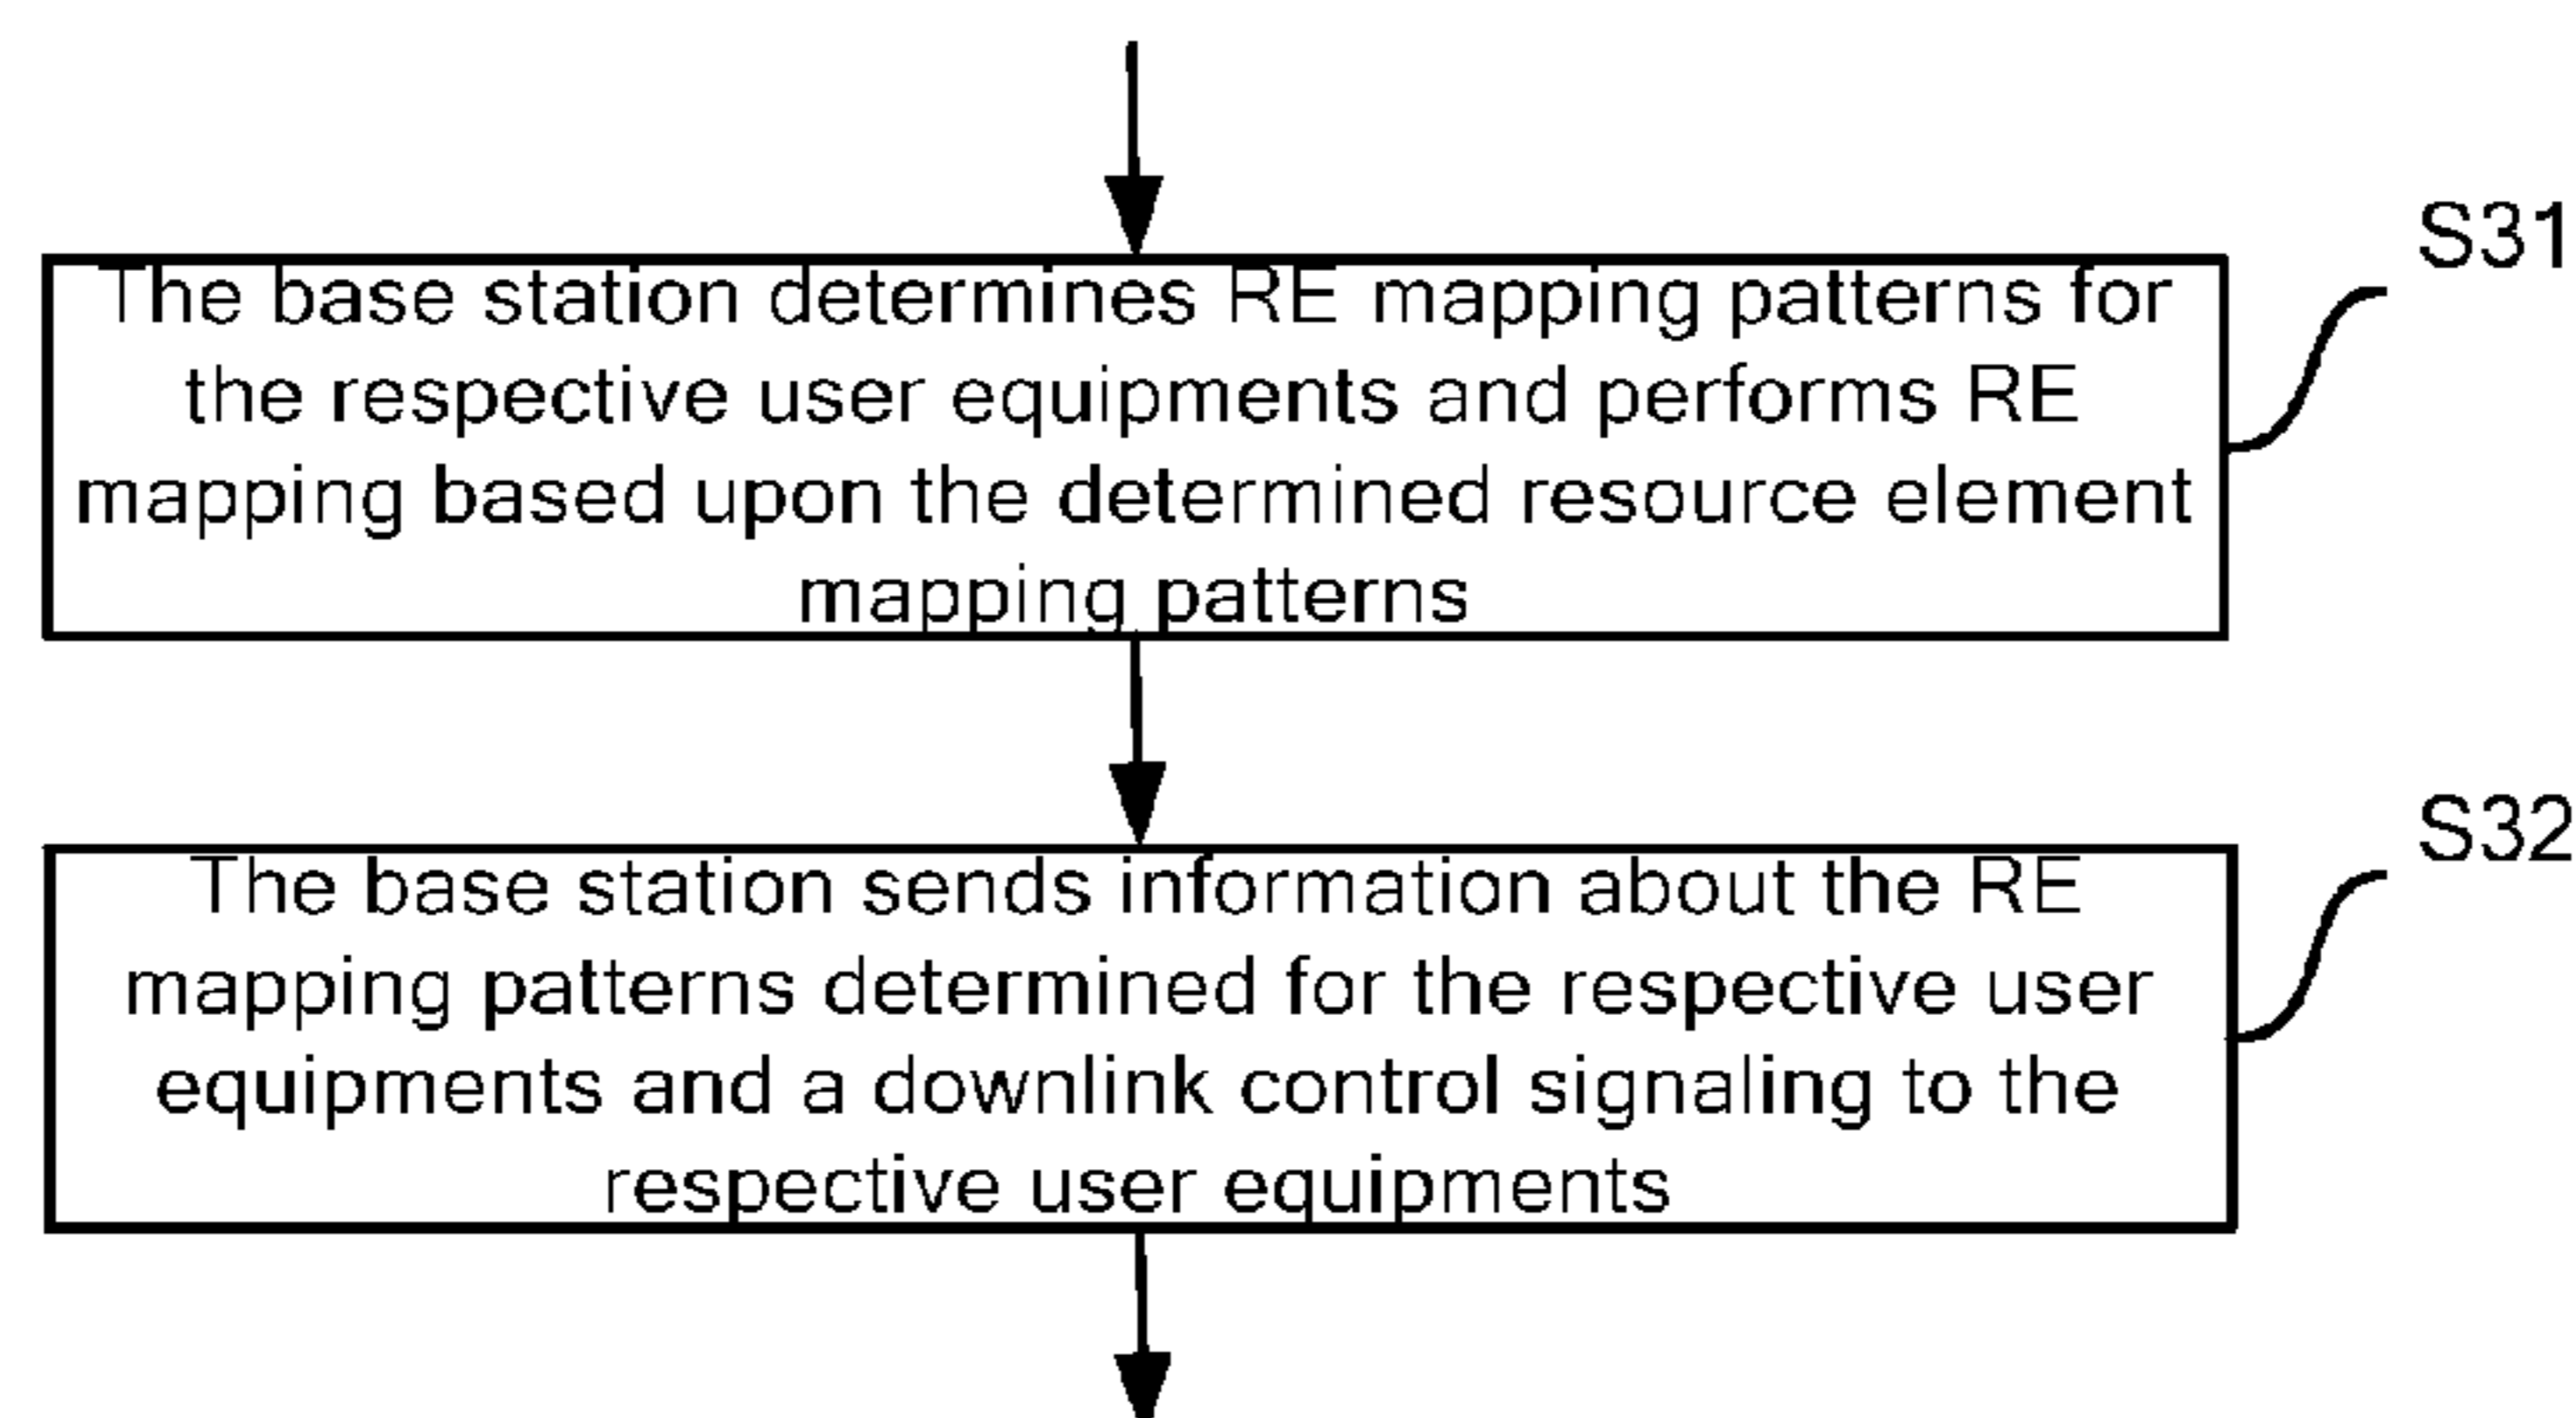 S31
The base station determines RE mapping patterns for
the respective user equipments and performs RE
mapping based upon the determined resource element
mapping patterns
S32
The base station sends information about the RE
mapping patterns determined for the respective user
equipments and a downlink control signaling to the
respective user equipments